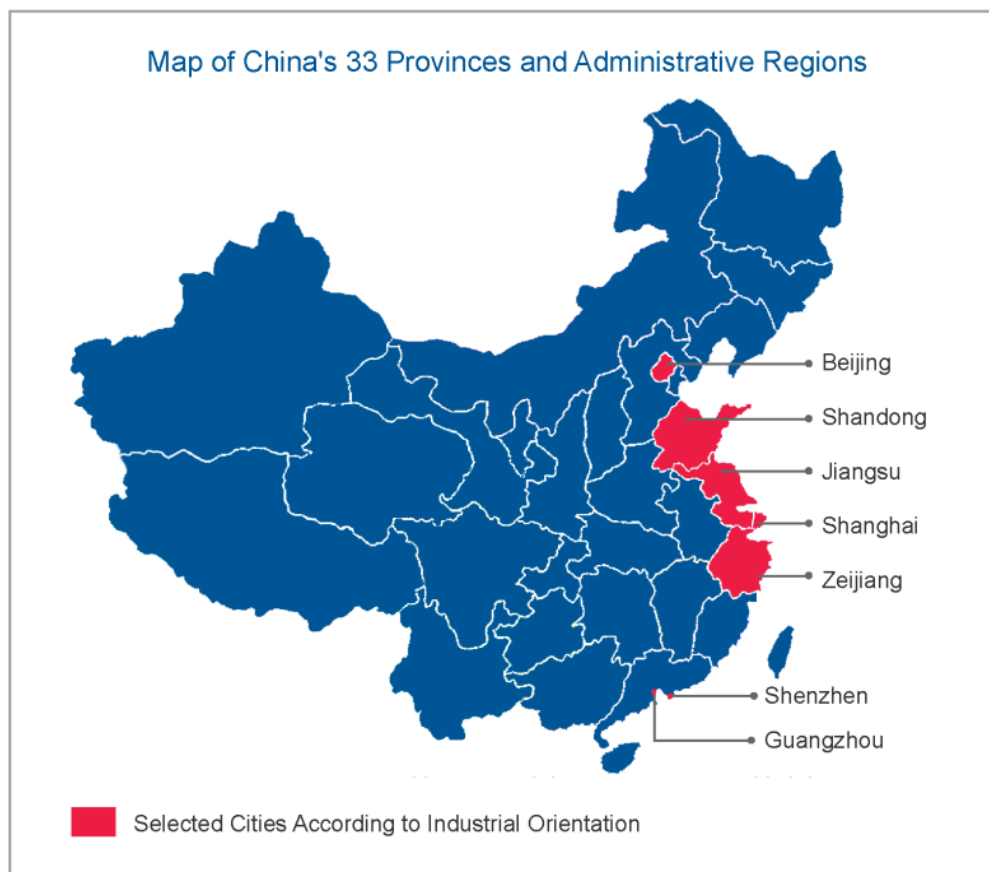 Map of China's 33 Provinces and Administrative Regions
Beijing
Shandong
Jiangsu
Shanghai
Zeijiang
Shenzhen
Guangzhou
Selected Cities According to Industrial Orientation